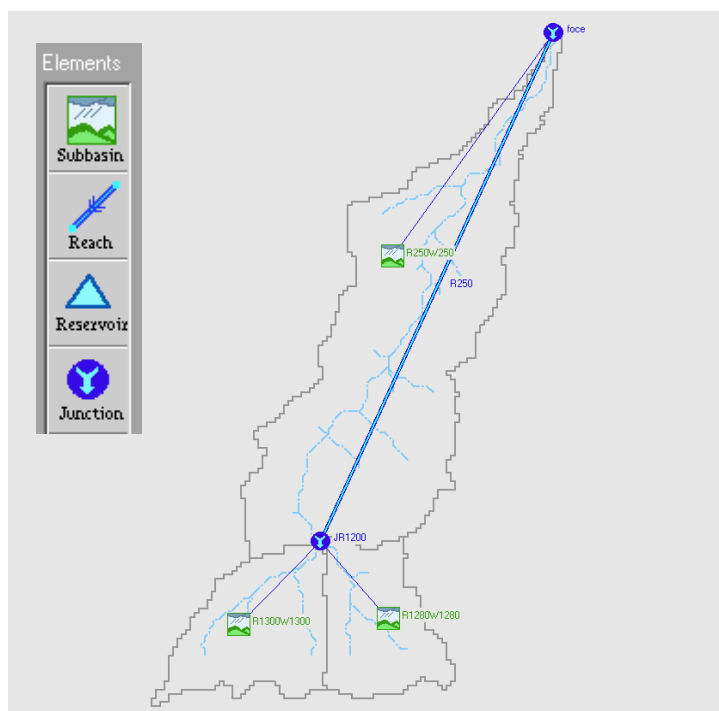 Elements
Subbasin
Reach
Reservoir
Junction
foce
R250W250
R250
JR1200
R1300W1300
R1280W1280